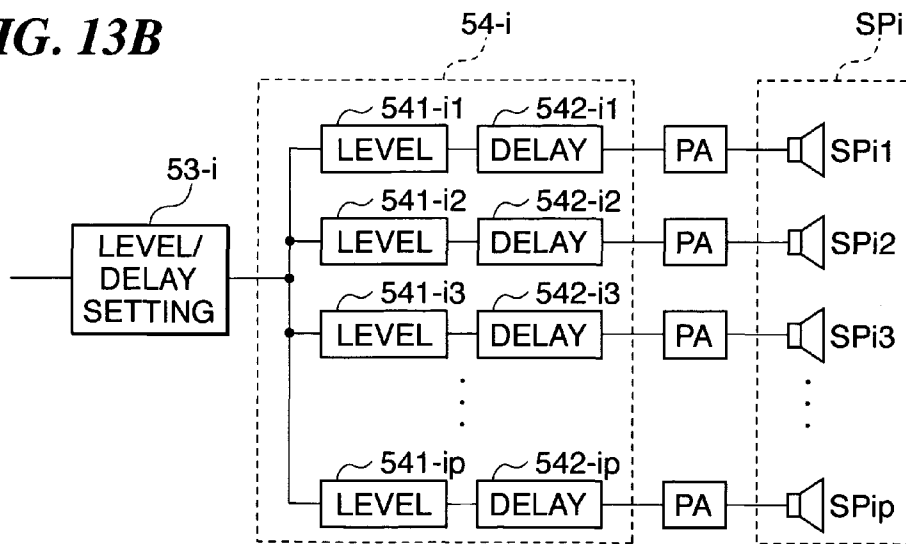 IG. 13B
54-i
SPi
541-i1
542-i1
LEVEL
DELAY
PA
SPi1
53-i
541-i2
542-i2
LEVEL/
DELAY
SETTING
LEVEL
DELAY
PA
SPi2
541-i3
542-i3
LEVEL
DELAY
PA
SPi3
541-ip
542-ip
LEVEL
DELAY
PA
SPip